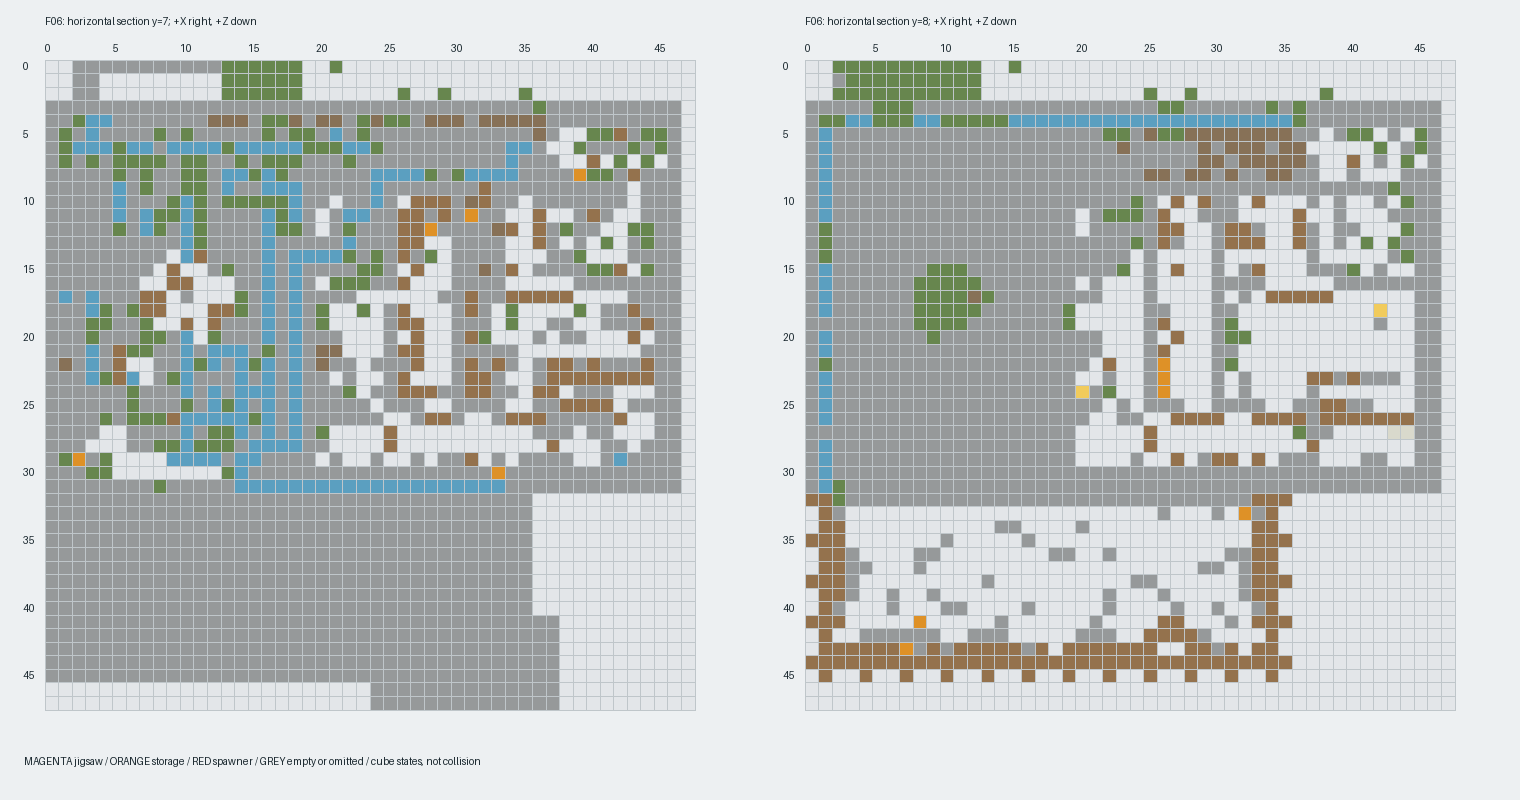 F06: horizontal section y=7; +X right, +Z down
F06: horizontal section y=8; +X right, +Z down
0 5 10 15 20 25 30 35 40 45
0 5 10 15 20 25 30 35 40 45
0 0
5 5
10 10
15 15
20 20
25 25
30 30
35 35
40 40
45 45
MAGENTA jigsaw / ORANGE storage / RED spawner / GREY empty or omitted / cube states, not collision